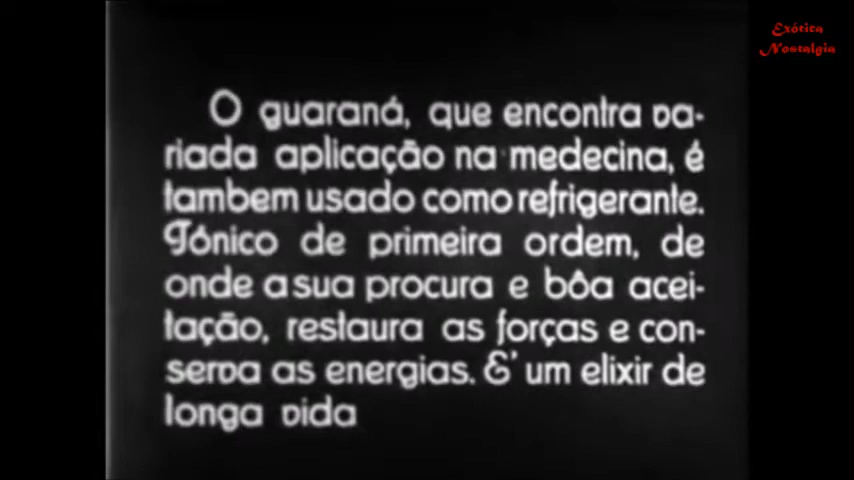 Exótica
Nostalgia
O guaraná, que encontra va-
riada aplicação na medecina, é
tambem usado como refrigerante.
Tônico de primeira ordem, de
onde a sua procura e bôa acei-
tação, restaura as forças e con-
serva as energias. E' um elixir de
longa vida